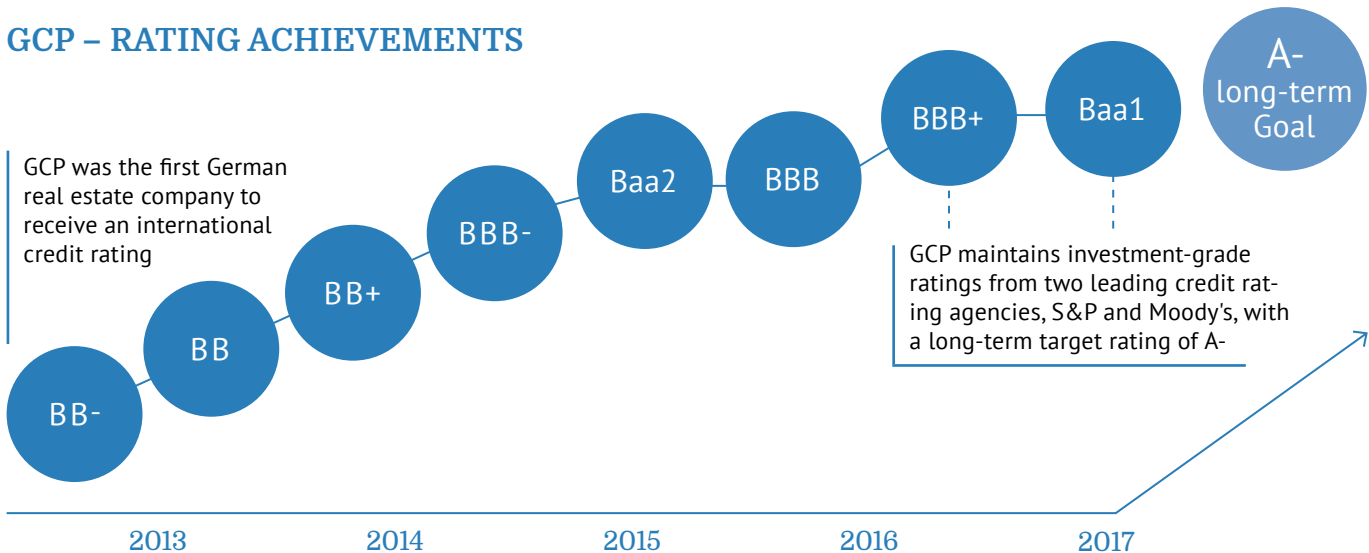 GCP – RATING ACHIEVEMENTS
GCP was the first German
real estate company to
receive an international
credit rating
BB-
BB
BB+
BBB-
Baa2
BBB
BBB+
Baa1
A-
long-term
Goal
GCP maintains investment-grade
ratings from two leading credit rat-
ing agencies, S&P and Moody's, with
a long-term target rating of A-
2013
2014
2015
2016
2017